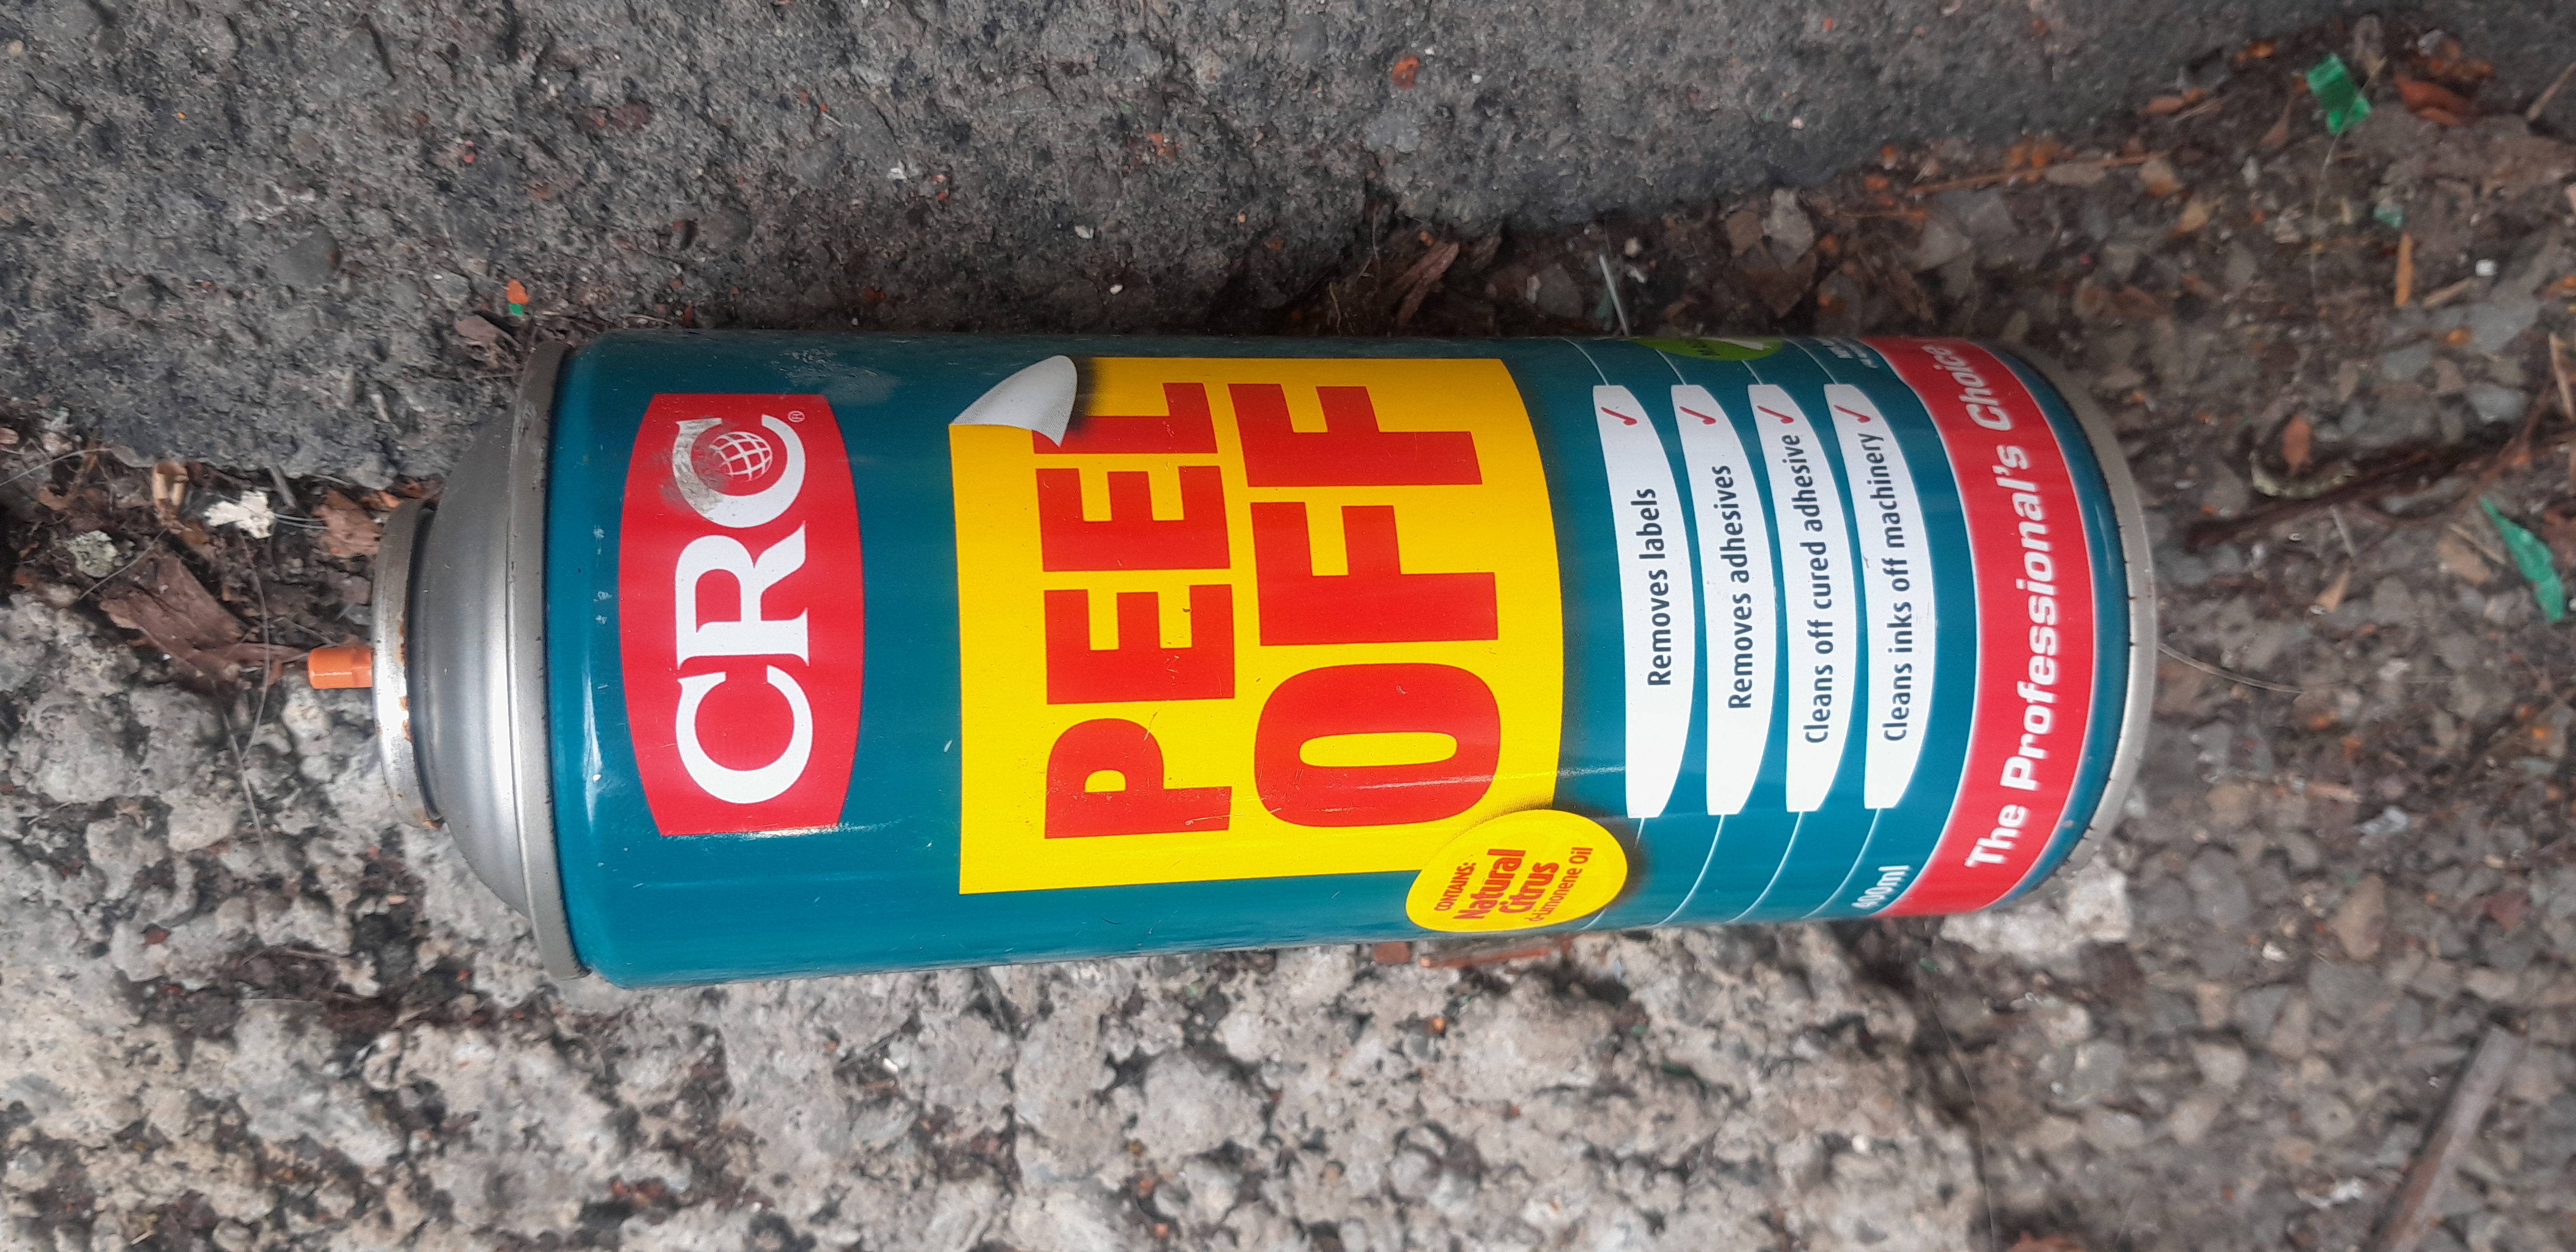 CRC®
PEEL
OFF
CONTAINS:
Natural
Citrus
d-Limonene Oil
Removes labels
Removes adhesives
Cleans off cured adhesive
Cleans inks off machinery
400ml
The Professional's Choice